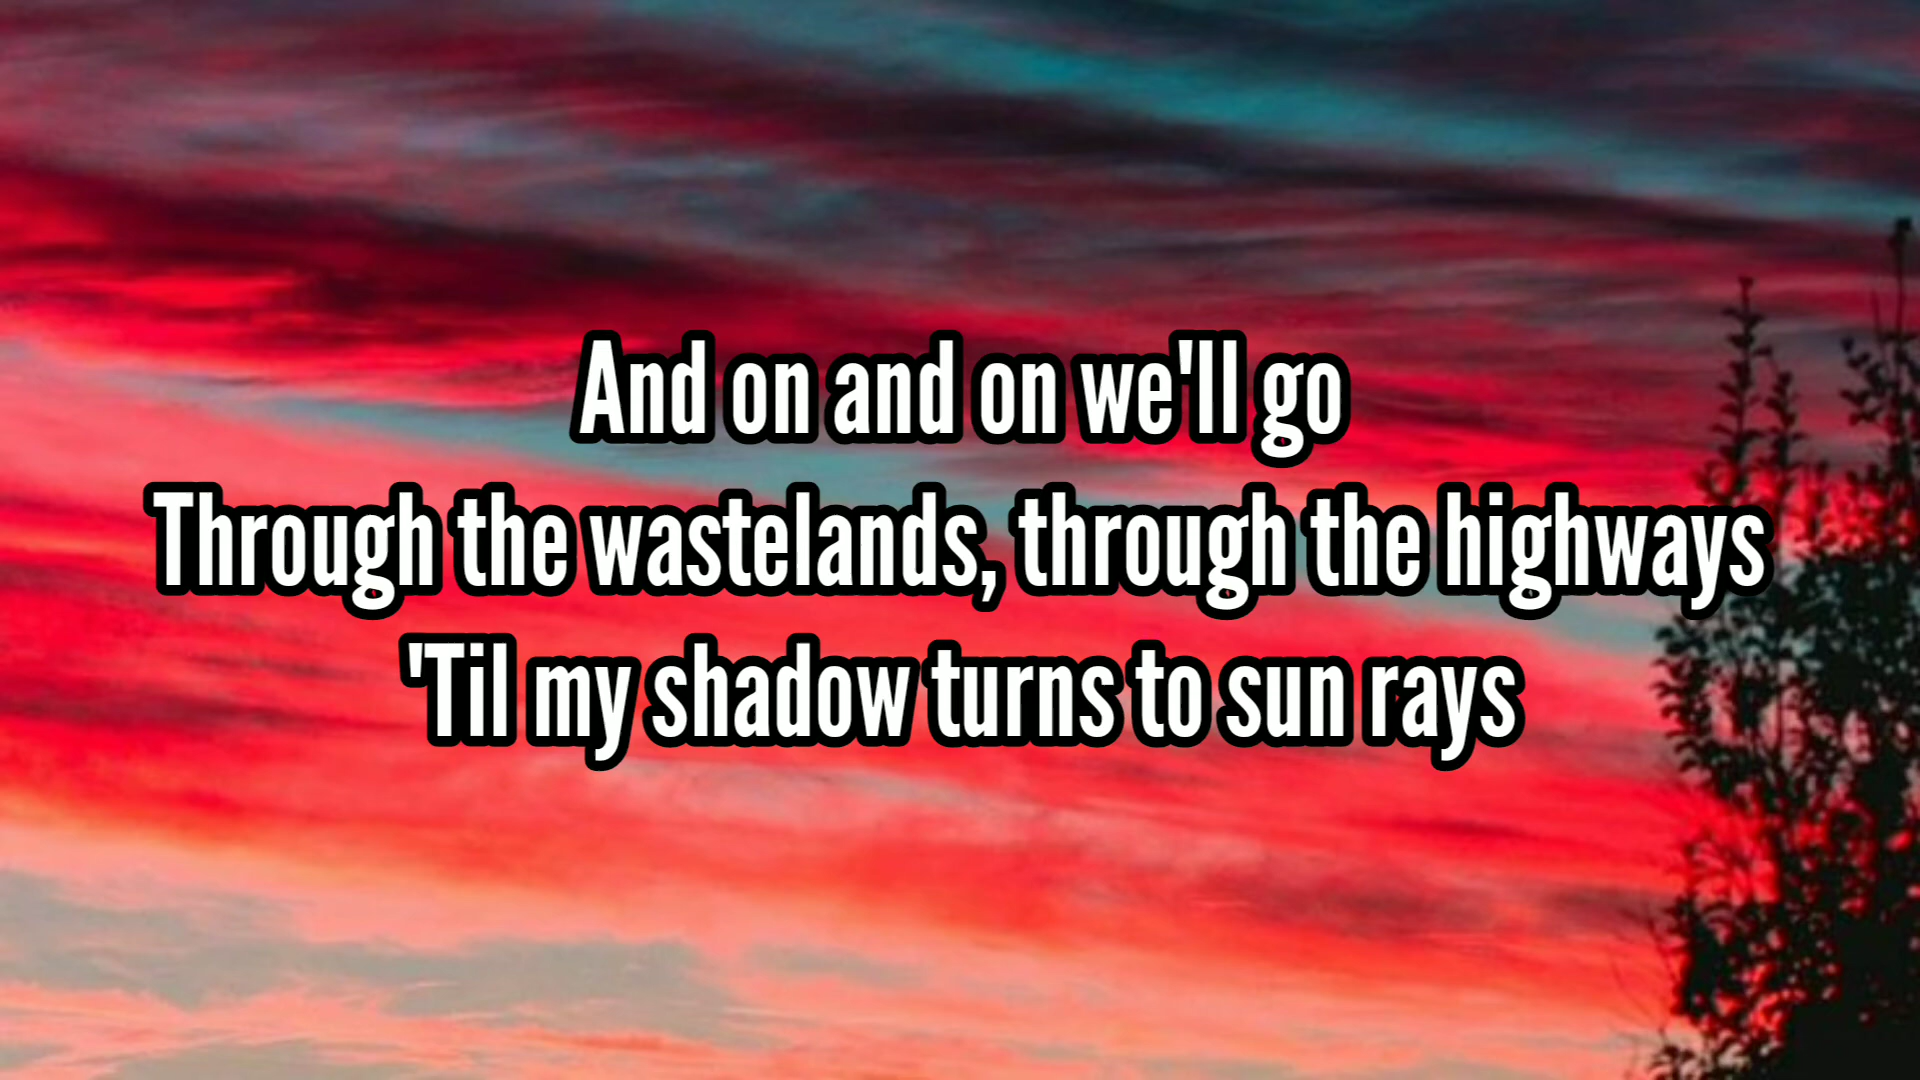 And on and on we'll go
Through the wastelands, through the highways
'Til my shadow turns to sun rays